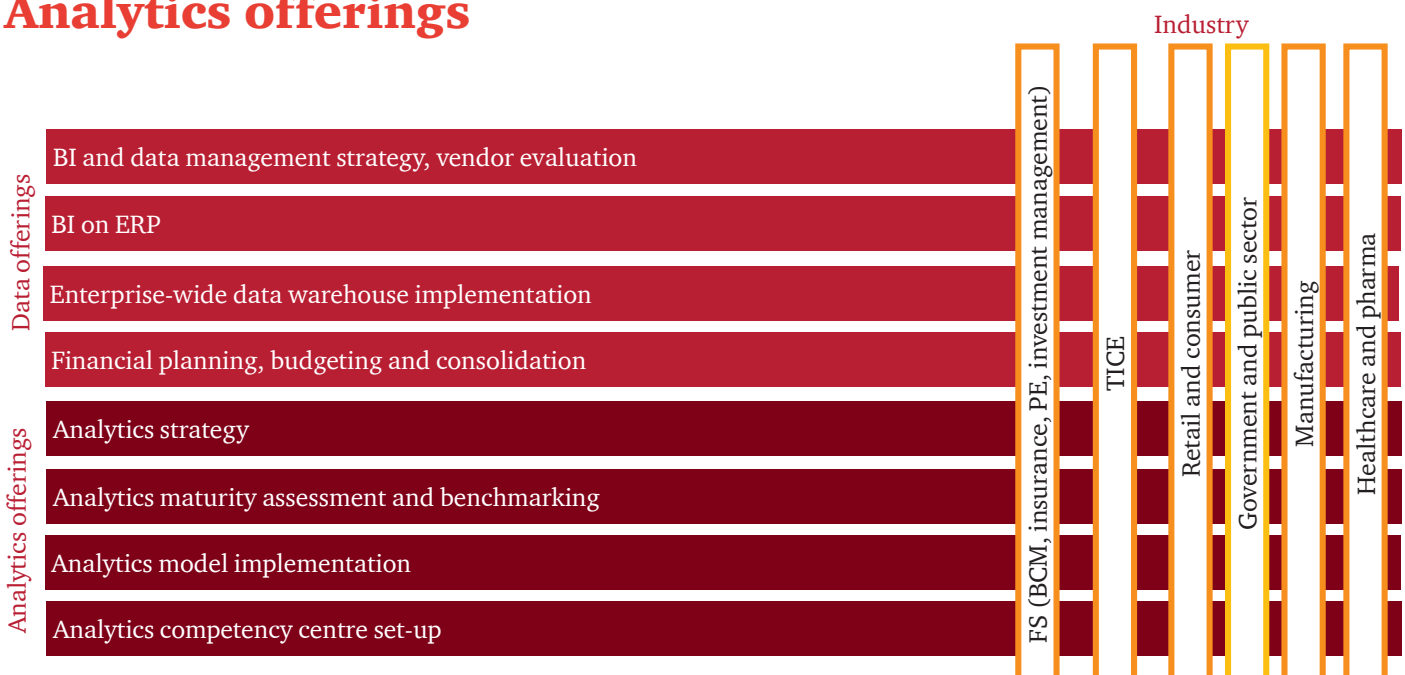 Analytics offerings
Industry
Data offerings
BI and data management strategy, vendor evaluation
BI on ERP
Enterprise-wide data warehouse implementation
Financial planning, budgeting and consolidation
Analytics offerings
Analytics strategy
Analytics maturity assessment and benchmarking
Analytics model implementation
Analytics competency centre set-up
FS (BCM, insurance, PE, investment management)
TICE
Retail and consumer
Government and public sector
Manufacturing
Healthcare and pharma